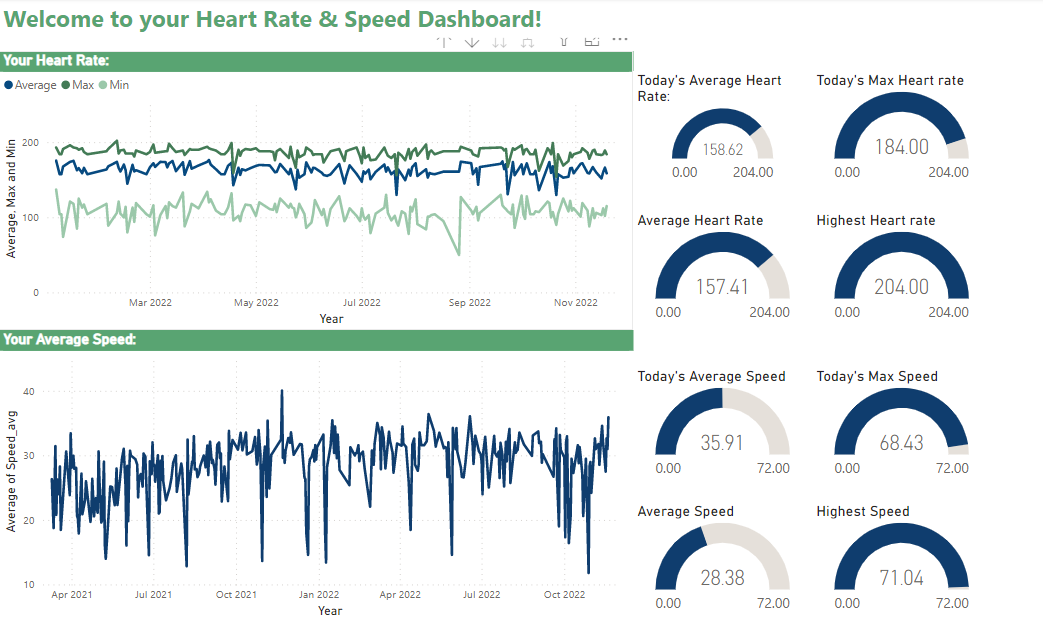 Welcome to your Heart Rate & Speed Dashboard!
Your Heart Rate:
Average Max Min
Average, Max and Min
200
100
0
Mar 2022 May 2022 Jul 2022 Sep 2022 Nov 2022
Year
Today's Average Heart
Rate:
158.62
0.00 204.00
Today's Max Heart rate
184.00
0.00 204.00
Average Heart Rate
157.41
0.00 204.00
Highest Heart rate
204.00
0.00 204.00
Your Average Speed:
Average of Speed_avg
40
30
20
10
Apr 2021 Jul 2021 Oct 2021 Jan 2022 Apr 2022 Jul 2022 Oct 2022
Year
Today's Average Speed
35.91
0.00 72.00
Today's Max Speed
68.43
0.00 72.00
Average Speed
28.38
0.00 72.00
Highest Speed
71.04
0.00 72.00